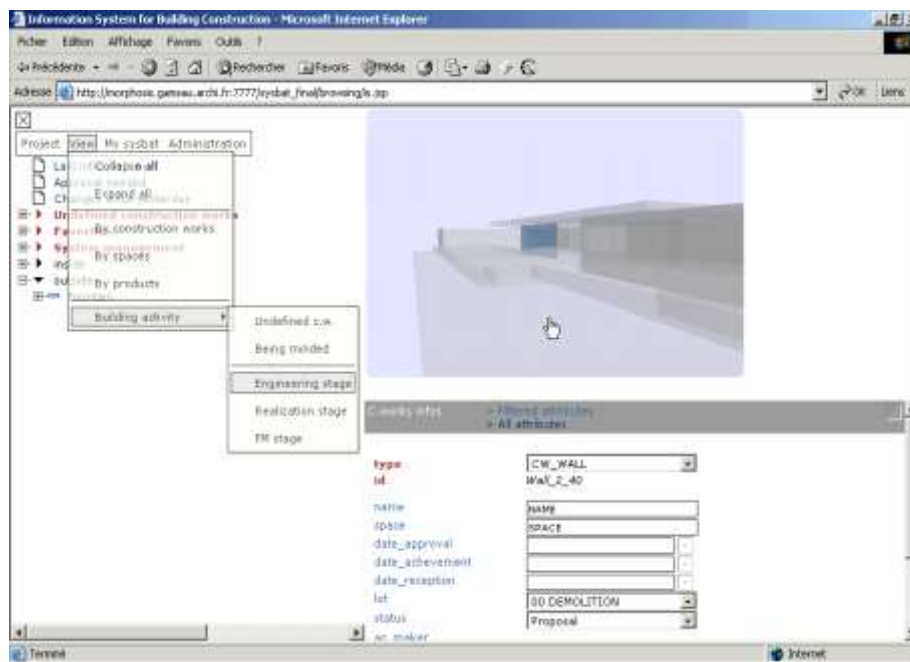 Information System for Building Construction - Microsoft Internet Explorer
Fichier Edition Affichage Favoris Outils ?
Précédente Rechercher Favoris Média
Adresse http://morphosis.gamsau.archi.fr:7777/sysbat_final/browsing/is.jsp OK Liens
Project View My sysbat Administration
Collapse all
Expand all
Undefined construction works
By construction works
System management
By spaces
By products
Building activity
Undefined c.w.
Being minded
Engineering stage
Realization stage
FM stage
C-works infos > Filtered attributes
> All attributes
type CW_WALL
id Wall_2_40
name NAME
space SPACE
date_approval
date_achievement
date_reception
lot 00 DEMOLITION
status Proposal
Terminé Internet